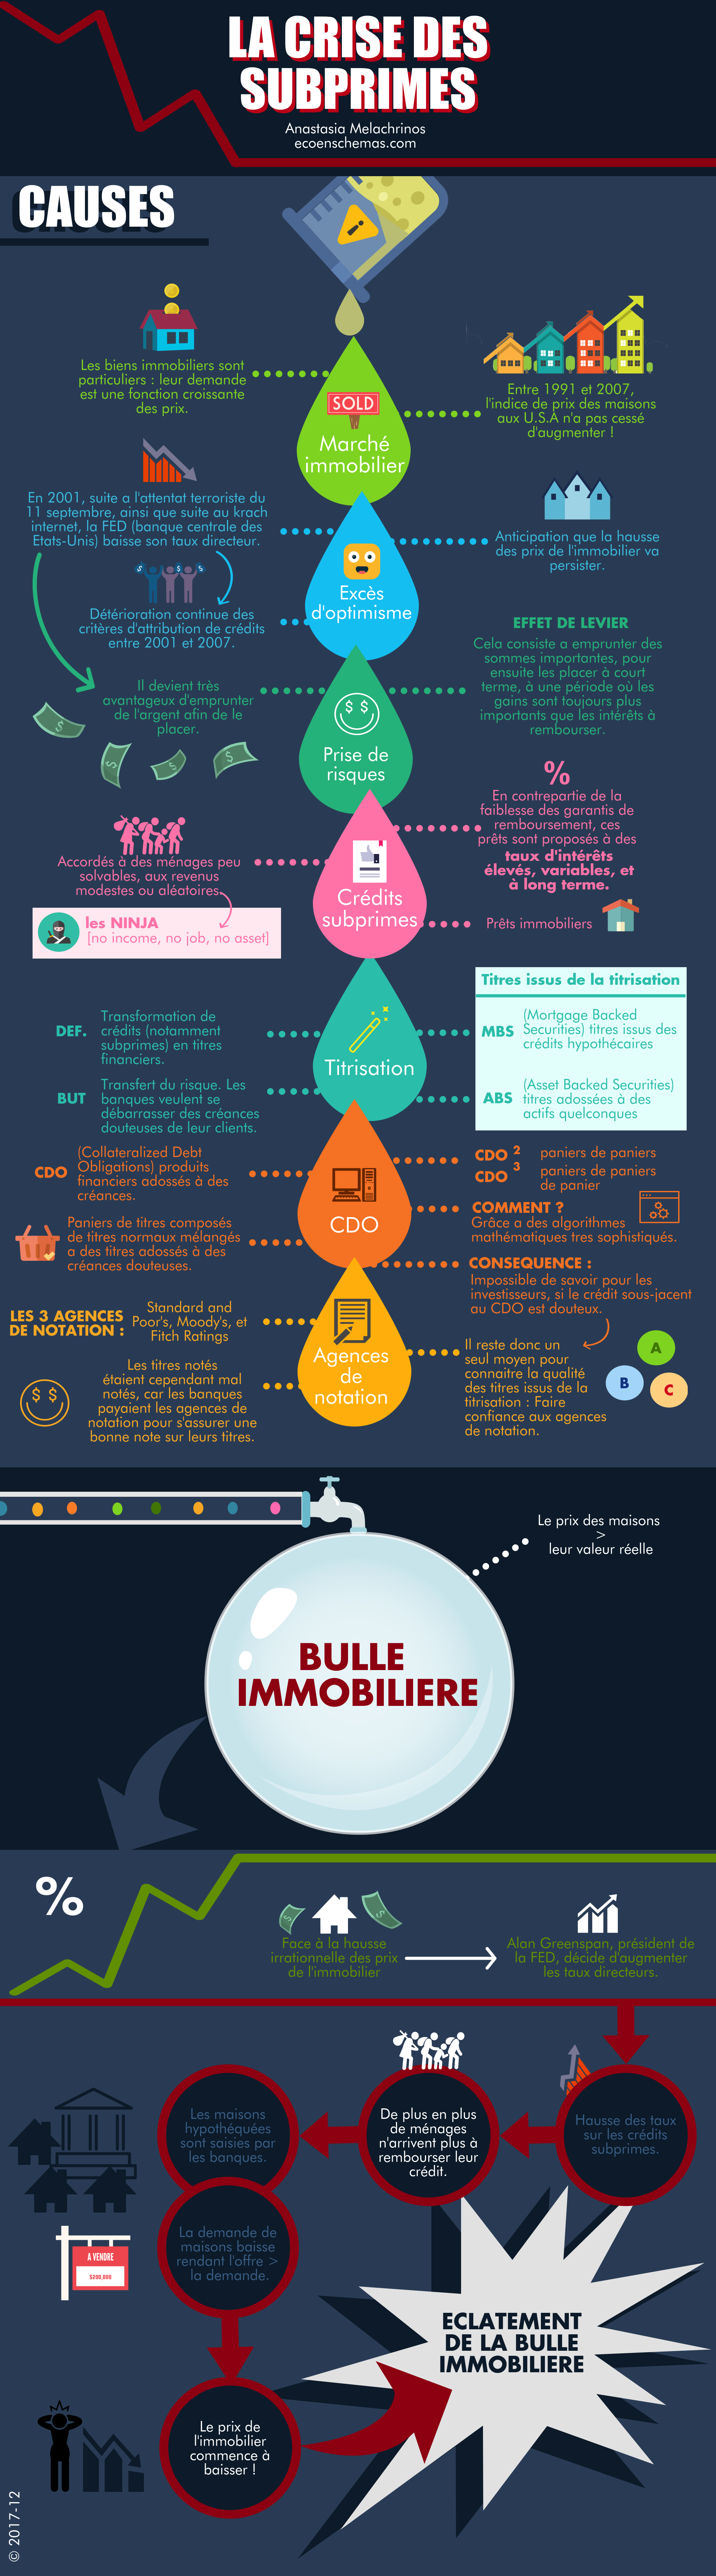 LA CRISE DES
SUBPRIMES
Anastasia Melachrinos
ecoenschemas.com
CAUSES
Les biens immobiliers sont
particuliers : leur demande
est une fonction croissante
des prix.
SOLD
Marché
immobilier
Entre 1991 et 2007,
l'indice de prix des maisons
aux U.S.A n'a pas cessé
d'augmenter !
En 2001, suite a l'attentat terroriste du
11 septembre, ainsi que suite au krach
internet, la FED (banque centrale des
Etats-Unis) baisse son taux directeur.
Anticipation que la hausse
des prix de l'immobilier va
persister.
Excès
d'optimisme
Détérioration continue des
critères d'attribution de crédits
entre 2001 et 2007.
EFFET DE LEVIER
Cela consiste a emprunter des
sommes importantes, pour
ensuite les placer à court
terme, à une période où les
gains sont toujours plus
importants que les intérêts à
rembourser.
Il devient très
avantageux d'emprunter
de l'argent afin de le
placer.
$ $
Prise de
risques
%
En contrepartie de la
faiblesse des garantis de
remboursement, ces
prêts sont proposés à des
taux d'intérêts
élevés, variables, et
à long terme.
Accordés à des ménages peu
solvables, aux revenus
modestes ou aléatoires.
Crédits
subprimes
Prêts immobiliers
les NINJA
[no income, no job, no asset]
Titres issus de la titrisation
DEF.
Transformation de
crédits (notamment
subprimes) en titres
financiers.
MBS
(Mortgage Backed
Securities) titres issus des
crédits hypothécaires
Titrisation
BUT
Transfert du risque. Les
banques veulent se
débarrasser des créances
douteuses de leur clients.
ABS
(Asset Backed Securities)
titres adossées à des
actifs quelconques
CDO
(Collateralized Debt
Obligations) produits
financiers adossés à des
créances.
CDO 2
paniers de paniers
CDO 3
paniers de paniers
de panier
CDO
COMMENT ?
Grâce a des algorithmes
mathématiques tres sophistiqués.
Paniers de titres composés
de titres normaux mélangés
a des titres adossés à des
créances douteuses.
CONSEQUENCE :
Impossible de savoir pour les
investisseurs, si le crédit sous-jacent
au CDO est douteux.
LES 3 AGENCES
DE NOTATION :
Standard and
Poor's, Moody's, et
Fitch Ratings
Agences
de
notation
Il reste donc un
seul moyen pour
connaitre la qualité
des titres issus de la
titrisation : Faire
confiance aux agences
de notation.
A
B
C
$ $
Les titres notés
étaient cependant mal
notés, car les banques
payaient les agences de
notation pour s'assurer une
bonne note sur leurs titres.
Le prix des maisons
>
leur valeur réelle
BULLE
IMMOBILIERE
%
Face à la hausse
irrationnelle des prix
de l'immobilier
Alan Greenspan, président de
la FED, décide d'augmenter
les taux directeurs.
Hausse des taux
sur les crédits
subprimes.
De plus en plus
de ménages
n'arrivent plus à
rembourser leur
crédit.
Les maisons
hypothéquées
sont saisies par
les banques.
La demande de
maisons baisse
rendant l'offre >
la demande.
A VENDRE
$200,000
Le prix de
l'immobilier
commence à
baisser !
ECLATEMENT
DE LA BULLE
IMMOBILIERE
© 2017-12